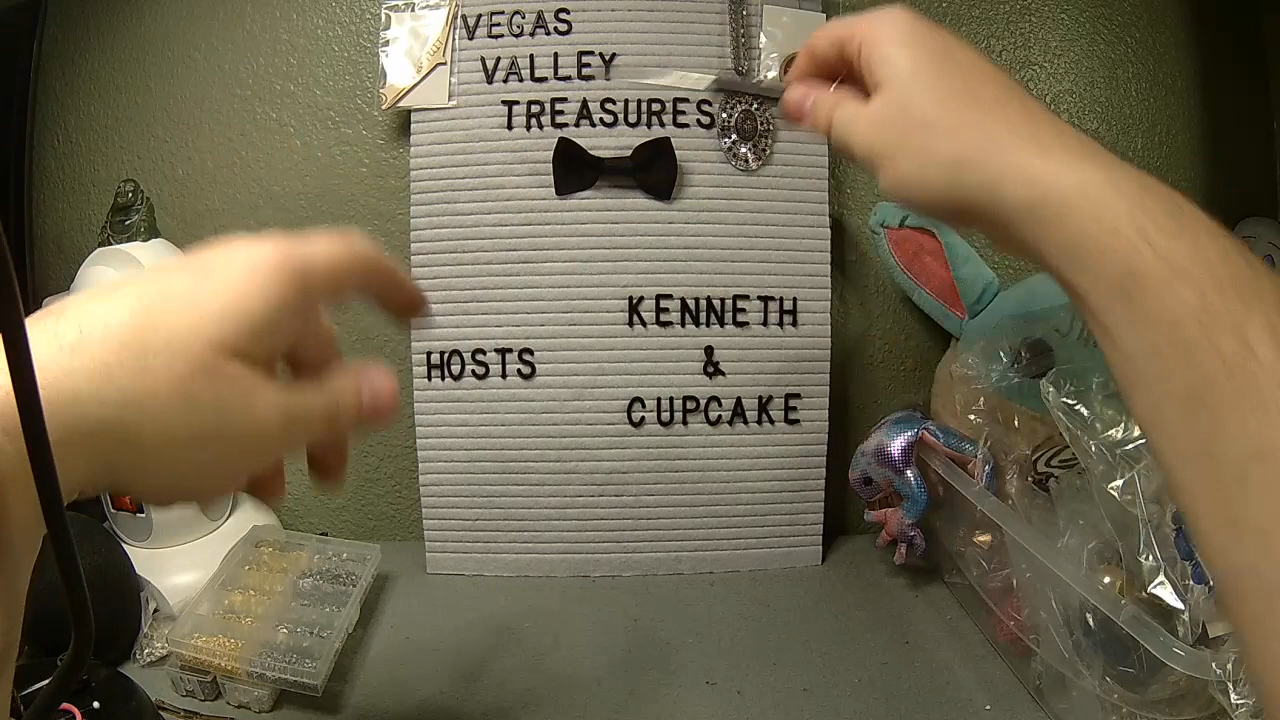 VEGAS
VALLEY
TREASURES
KENNETH
HOSTS &
CUPCAKE